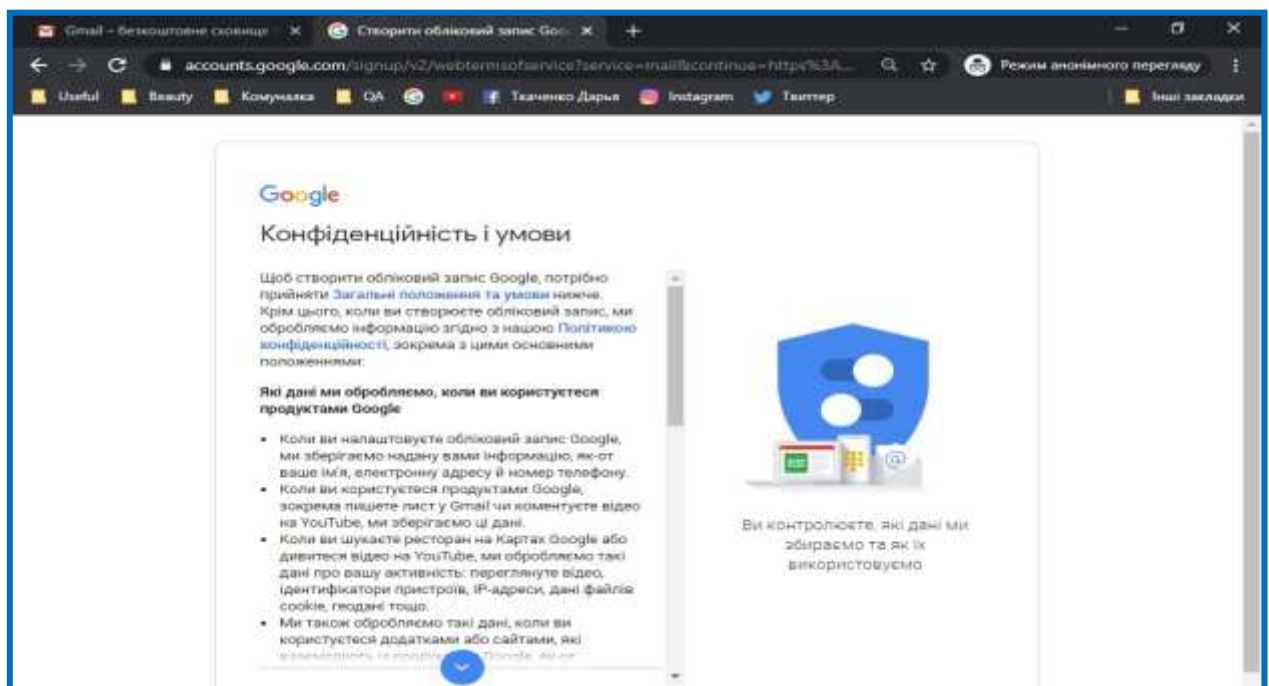 Gmail – безкоштовне сховище
Створити обліковий запис Goo
accounts.google.com/signup/v2/webtermsofservice?service=mail&continue=https%3A...
Режим анонімного перегляду
Useful
Beauty
Комуналка
QA
Ткаченко Дарья
Instagram
Твиттер
Інші закладки
Google
Конфіденційність і умови
Щоб створити обліковий запис Google, потрібно
прийняти Загальні положення та умови нижче.
Крім цього, коли ви створюєте обліковий запис, ми
обробляємо інформацію згідно з нашою Політикою
конфіденційності, зокрема з цими основними
положеннями:
Які дані ми обробляємо, коли ви користуєтеся
продуктами Google
• Коли ви налаштовуєте обліковий запис Google,
ми зберігаємо надану вами інформацію, як-от
ваше ім'я, електронну адресу й номер телефону.
• Коли ви користуєтеся продуктами Google,
зокрема пишете лист у Gmail чи коментуєте відео
на YouTube, ми зберігаємо ці дані.
• Коли ви шукаєте ресторан на Картах Google або
дивитеся відео на YouTube, ми обробляємо такі
дані про вашу активність: переглянуте відео,
ідентифікатори пристроїв, IP-адреси, дані файлів
cookie, геодані тощо.
• Ми також обробляємо такі дані, коли ви
користуєтеся додатками або сайтами, які
Google, як-от
Ви контролюєте, які дані ми
збираємо та як їх
використовуємо